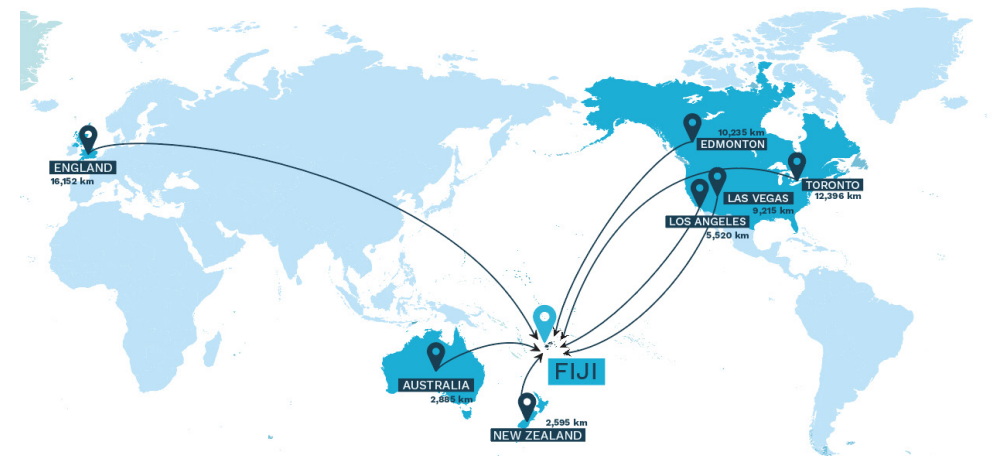 ENGLAND
16,152 km
10,235 km
EDMONTON
TORONTO
12,396 km
LAS VEGAS
9,215 km
LOS ANGELES
5,520 km
FIJI
AUSTRALIA
2,885 km
2,595 km
NEW ZEALAND